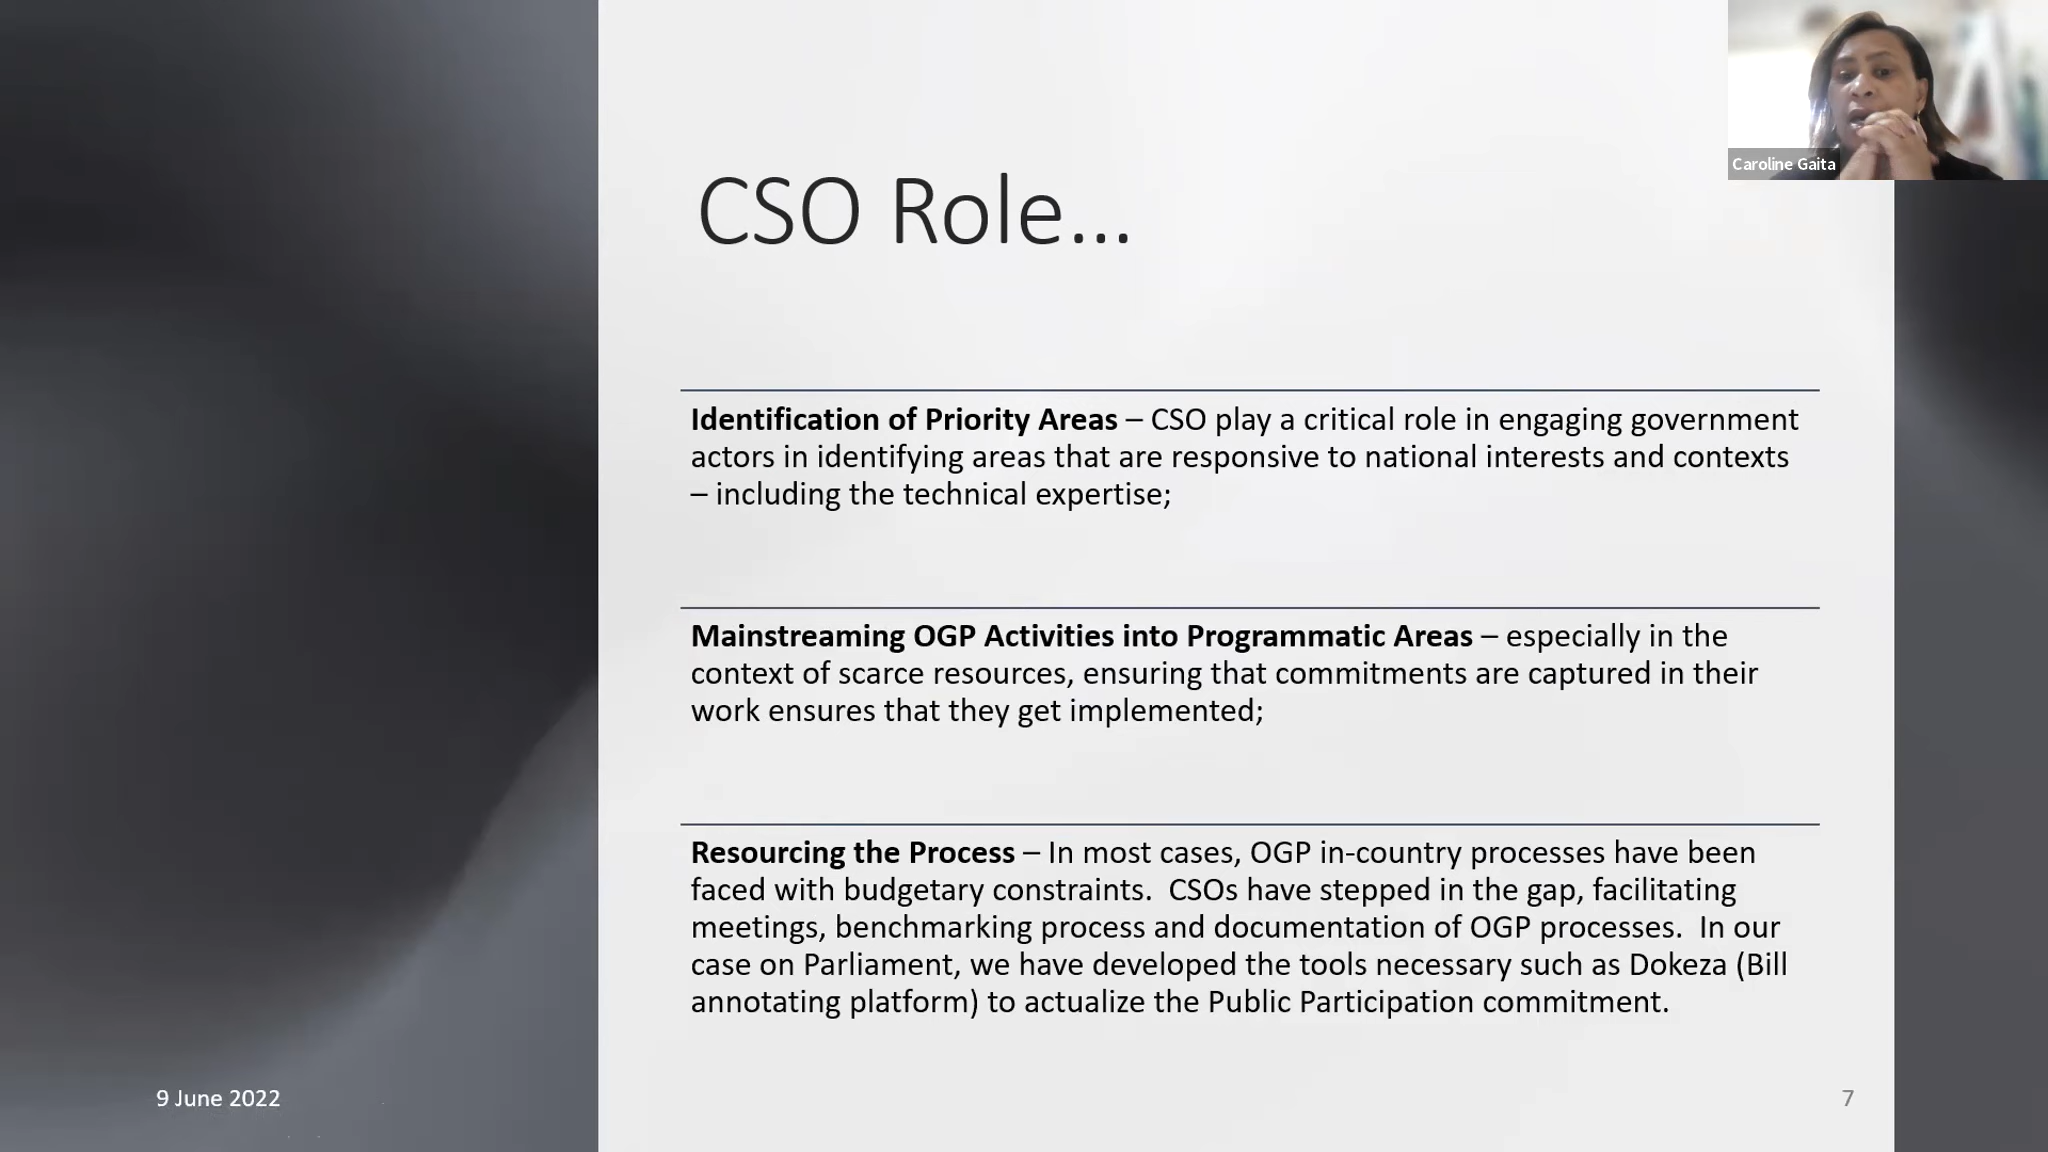 Caroline Gaita
CSO Role...
Identification of Priority Areas – CSO play a critical role in engaging government
actors in identifying areas that are responsive to national interests and contexts
– including the technical expertise;
Mainstreaming OGP Activities into Programmatic Areas – especially in the
context of scarce resources, ensuring that commitments are captured in their
work ensures that they get implemented;
Resourcing the Process – In most cases, OGP in-country processes have been
faced with budgetary constraints.  CSOs have stepped in the gap, facilitating
meetings, benchmarking process and documentation of OGP processes.  In our
case on Parliament, we have developed the tools necessary such as Dokeza (Bill
annotating platform) to actualize the Public Participation commitment.
9 June 2022
7